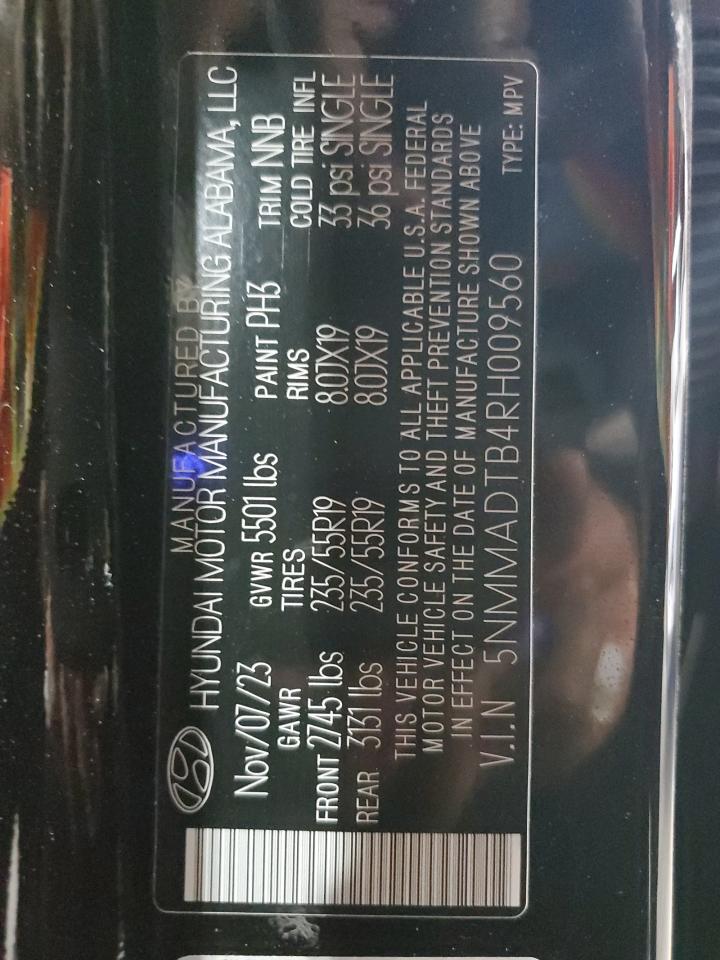 MANUFACTURED BY
HYUNDAI MOTOR MANUFACTURING ALABAMA, LLC
Nov/07/23 GVWR 5501 lbs PAINT PH3 TRIM NNB
GAWR TIRES RIMS COLD TIRE INFL
FRONT 2745 lbs 235/55R19 8.0JX19 33 psi SINGLE
REAR 3131 lbs 235/55R19 8.0JX19 36 psi SINGLE
THIS VEHICLE CONFORMS TO ALL APPLICABLE U.S.A. FEDERAL
MOTOR VEHICLE SAFETY AND THEFT PREVENTION STANDARDS
IN EFFECT ON THE DATE OF MANUFACTURE SHOWN ABOVE
V.I.N 5NMMADTB4RH009560 TYPE: MPV